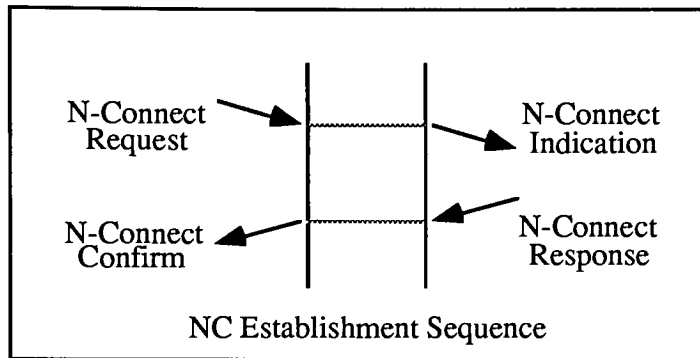 N-Connect
Request
N-Connect
Indication
N-Connect
Confirm
N-Connect
Response
NC Establishment Sequence